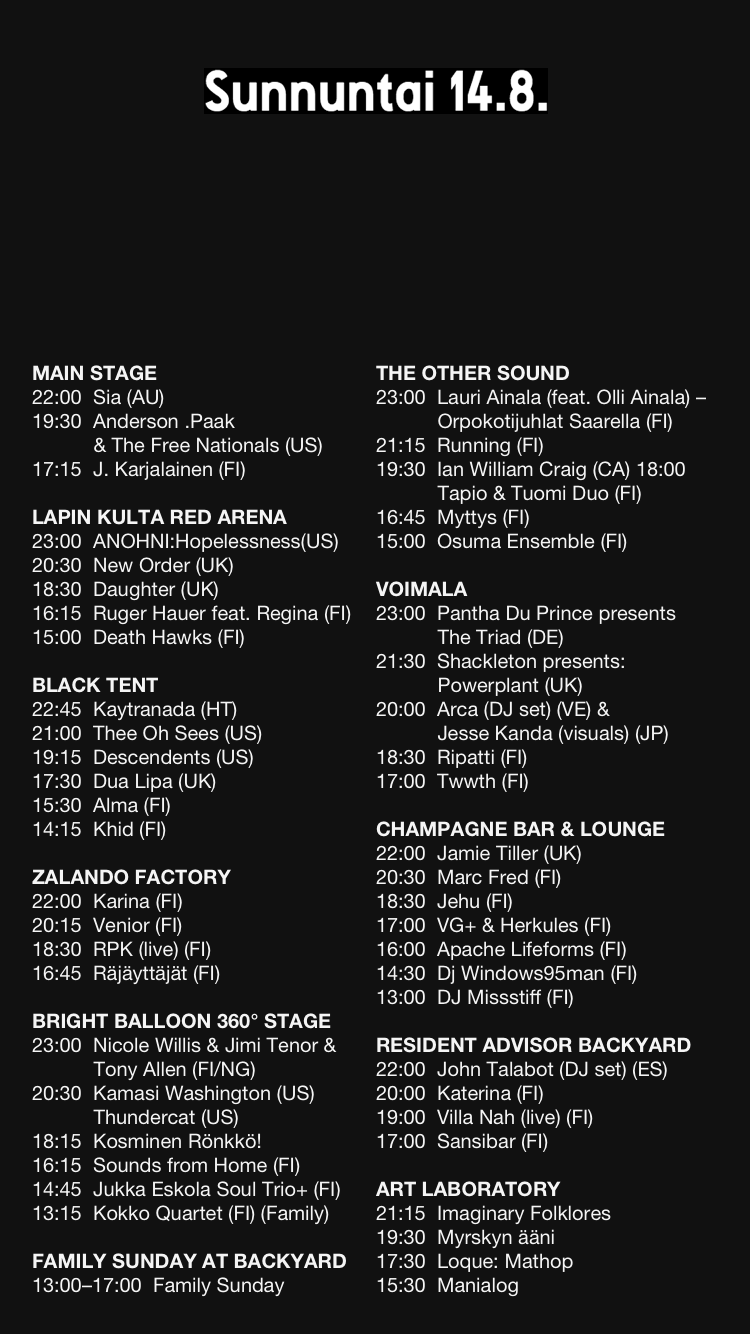 Sunnuntai 14.8.
MAIN STAGE
22:00 Sia (AU)
19:30 Anderson .Paak
& The Free Nationals (US)
17:15 J. Karjalainen (FI)
LAPIN KULTA RED ARENA
23:00 ANOHNI:Hopelessness(US)
20:30 New Order (UK)
18:30 Daughter (UK)
16:15 Ruger Hauer feat. Regina (FI)
15:00 Death Hawks (FI)
BLACK TENT
22:45 Kaytranada (HT)
21:00 Thee Oh Sees (US)
19:15 Descendents (US)
17:30 Dua Lipa (UK)
15:30 Alma (FI)
14:15 Khid (FI)
ZALANDO FACTORY
22:00 Karina (FI)
20:15 Venior (FI)
18:30 RPK (live) (FI)
16:45 Räjäyttäjät (FI)
BRIGHT BALLOON 360° STAGE
23:00 Nicole Willis & Jimi Tenor &
Tony Allen (FI/NG)
20:30 Kamasi Washington (US)
Thundercat (US)
18:15 Kosminen Rönkkö!
16:15 Sounds from Home (FI)
14:45 Jukka Eskola Soul Trio+ (FI)
13:15 Kokko Quartet (FI) (Family)
FAMILY SUNDAY AT BACKYARD
13:00–17:00 Family Sunday
THE OTHER SOUND
23:00 Lauri Ainala (feat. Olli Ainala) –
Orpokotijuhlat Saarella (FI)
21:15 Running (FI)
19:30 Ian William Craig (CA) 18:00
Tapio & Tuomi Duo (FI)
16:45 Myttys (FI)
15:00 Osuma Ensemble (FI)
VOIMALA
23:00 Pantha Du Prince presents
The Triad (DE)
21:30 Shackleton presents:
Powerplant (UK)
20:00 Arca (DJ set) (VE) &
Jesse Kanda (visuals) (JP)
18:30 Ripatti (FI)
17:00 Twwth (FI)
CHAMPAGNE BAR & LOUNGE
22:00 Jamie Tiller (UK)
20:30 Marc Fred (FI)
18:30 Jehu (FI)
17:00 VG+ & Herkules (FI)
16:00 Apache Lifeforms (FI)
14:30 Dj Windows95man (FI)
13:00 DJ Missstiff (FI)
RESIDENT ADVISOR BACKYARD
22:00 John Talabot (DJ set) (ES)
20:00 Katerina (FI)
19:00 Villa Nah (live) (FI)
17:00 Sansibar (FI)
ART LABORATORY
21:15 Imaginary Folklores
19:30 Myrskyn ääni
17:30 Loque: Mathop
15:30 Manialog